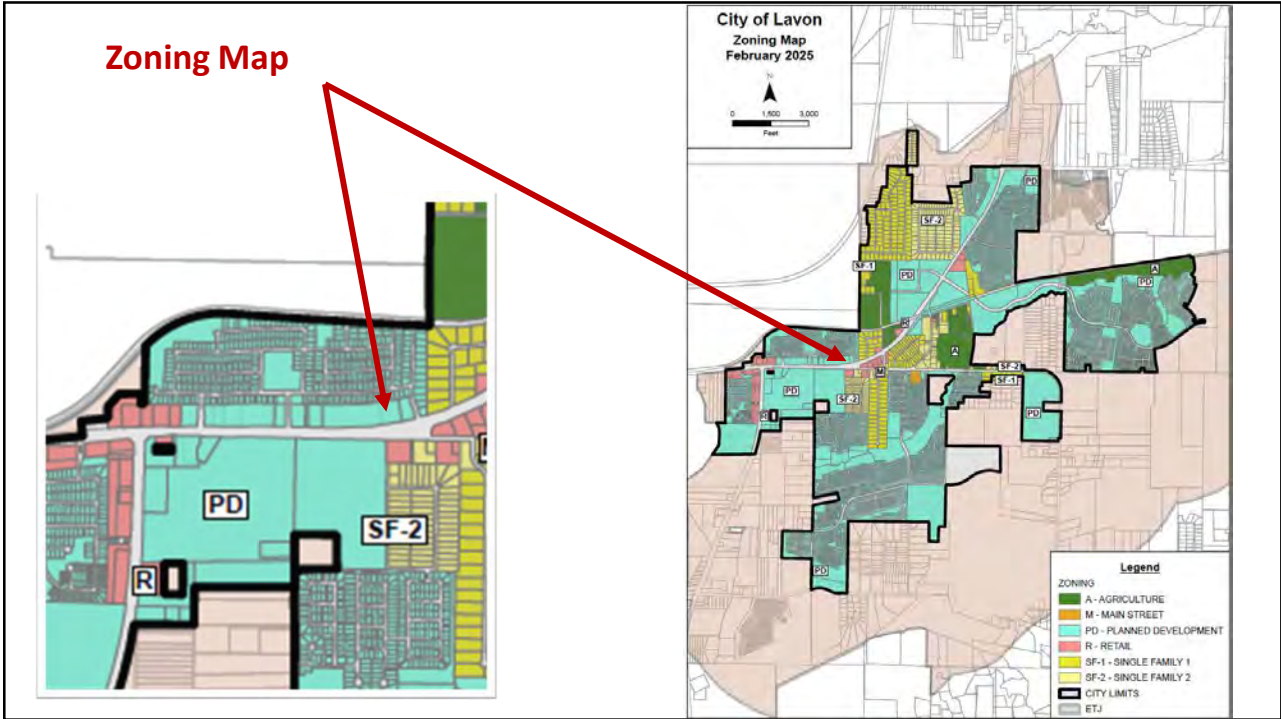 Zoning Map
PD
SF-2
R
City of Lavon
Zoning Map
February 2025
N
0 1,500 3,000
Feet
PD
SF-2
SF-1
PD
A
PD
R
A
M
SF-2
SF-1
PD
SF-2
PD
R
PD
Legend
ZONING
A - AGRICULTURE
M - MAIN STREET
PD - PLANNED DEVELOPMENT
R - RETAIL
SF-1 - SINGLE FAMILY 1
SF-2 - SINGLE FAMILY 2
CITY LIMITS
ETJ